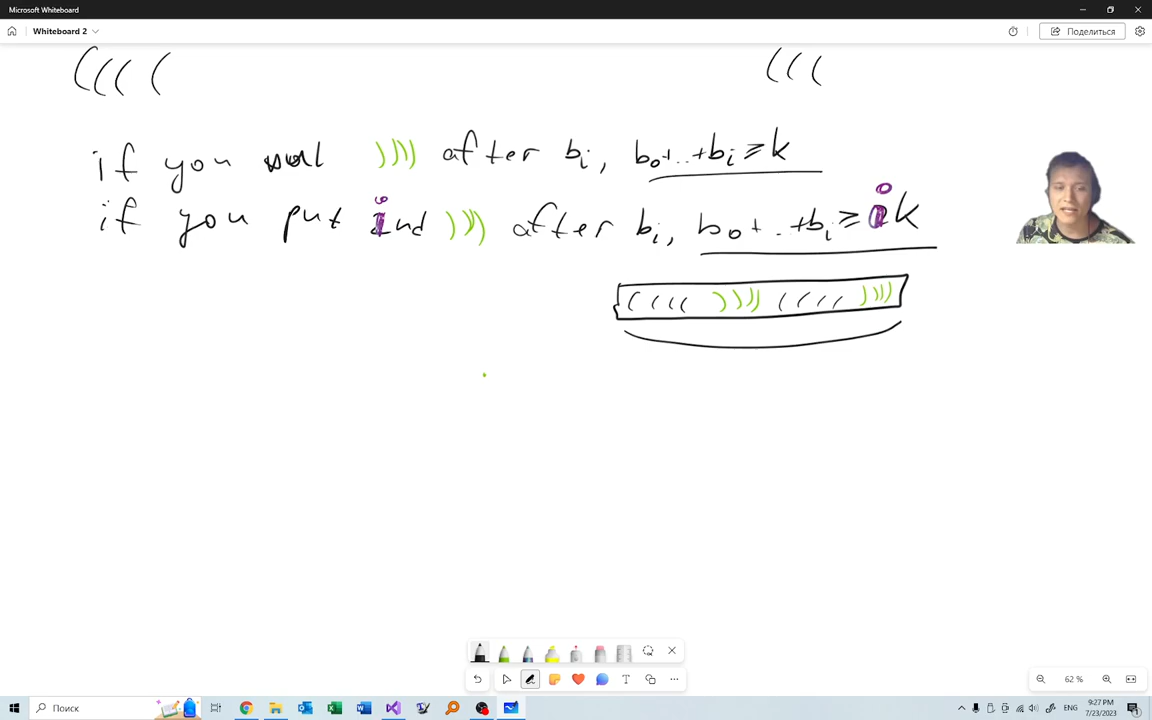 Microsoft Whiteboard
Whiteboard 2
Поделиться
( ( ( ( ( ( (
if you ))) after bi, b0+..+bi ≥ k
if you put ind ))) after bi, b0+..+bi ≥ ik
( ( ( ( ) ) ) ) ( ( ( ( ) ) ) )
62 %
Поиск
ENG
9:27 PM
7/23/2023